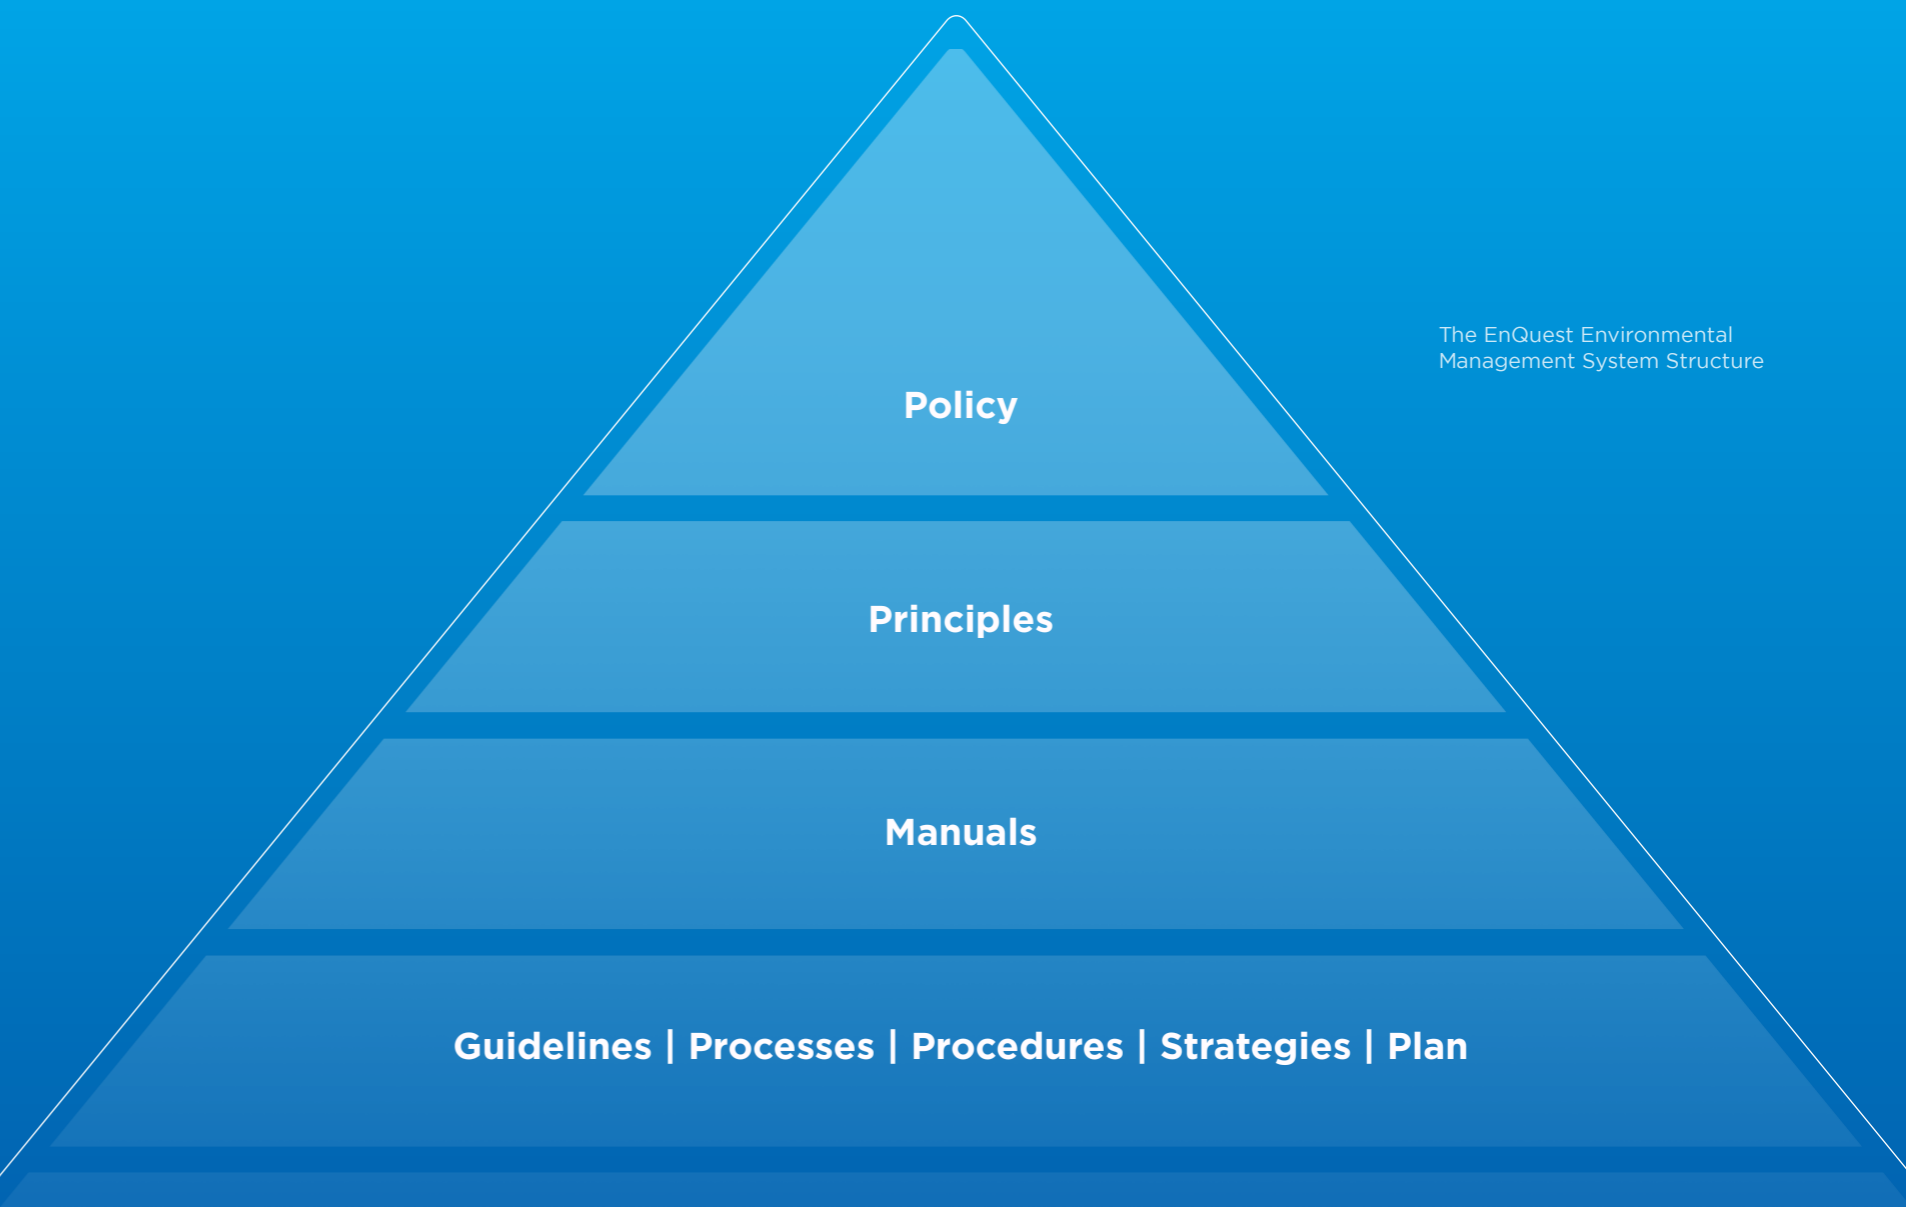 The EnQuest Environmental
Management System Structure
Policy
Principles
Manuals
Guidelines | Processes | Procedures | Strategies | Plan